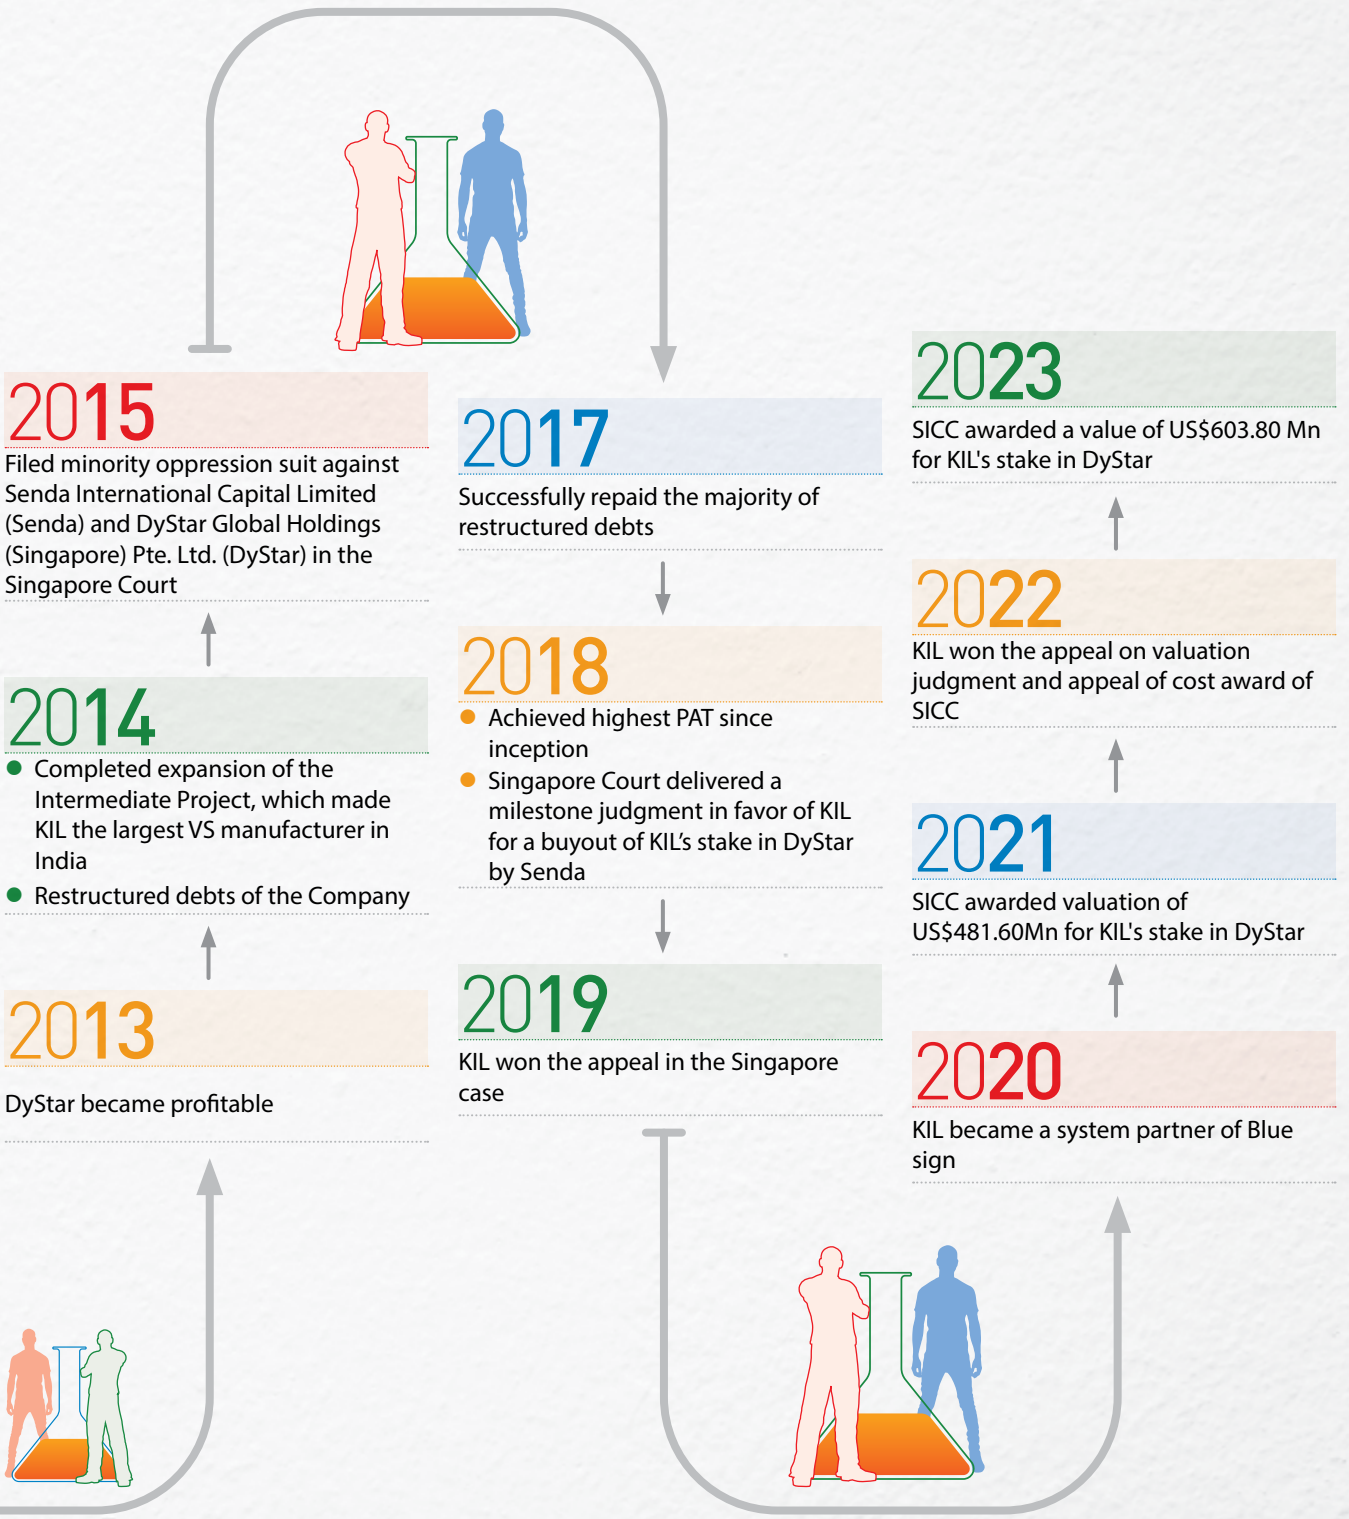 2015
Filed minority oppression suit against
Senda International Capital Limited
(Senda) and DyStar Global Holdings
(Singapore) Pte. Ltd. (DyStar) in the
Singapore Court
2014
● Completed expansion of the
Intermediate Project, which made
KIL the largest VS manufacturer in
India
● Restructured debts of the Company
2013
DyStar became profitable
2017
Successfully repaid the majority of
restructured debts
2018
● Achieved highest PAT since
inception
● Singapore Court delivered a
milestone judgment in favor of KIL
for a buyout of KIL’s stake in DyStar
by Senda
2019
KIL won the appeal in the Singapore
case
2023
SICC awarded a value of US$603.80 Mn
for KIL's stake in DyStar
2022
KIL won the appeal on valuation
judgment and appeal of cost award of
SICC
2021
SICC awarded valuation of
US$481.60Mn for KIL's stake in DyStar
2020
KIL became a system partner of Blue
sign